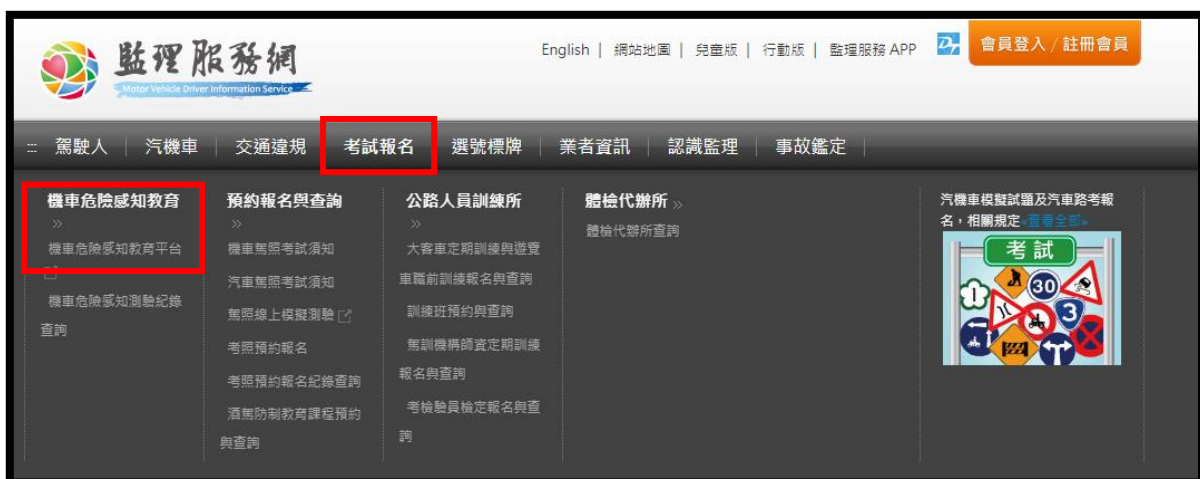 監理服務網
Motor Vehicle Driver Information Service
English | 網站地圖 | 兒童版 | 行動版 | 監理服務 APP
會員登入 / 註冊會員
::: 駕駛人 | 汽機車 | 交通違規 考試報名 選號標牌 | 業者資訊 | 認識監理 | 事故鑑定 |
機車危險感知教育
»
機車危險感知教育平台
機車危險感知測驗紀錄
查詢
預約報名與查詢
»
機車駕照考試須知
汽車駕照考試須知
駕照線上模擬測驗
考照預約報名
考照預約報名紀錄查詢
酒駕防制教育課程預約
與查詢
公路人員訓練所
»
大客車定期訓練與遊覽
車職前訓練報名與查詢
訓練班預約與查詢
駕訓機構師資定期訓練
報名與查詢
考檢驗員檢定報名與查
詢
體檢代辦所 »
體檢代辦所查詢
汽機車模擬試題及汽車路考報
名，相關規定«查看全部»
考試
1
30
3